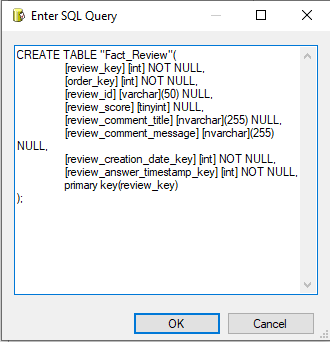 Enter SQL Query
CREATE TABLE "Fact_Review"(
[review_key] [int] NOT NULL,
[order_key] [int] NOT NULL,
[review_id] [varchar](50) NULL,
[review_score] [tinyint] NULL,
[review_comment_title] [nvarchar](255) NULL,
[review_comment_message] [nvarchar](255)
NULL,
[review_creation_date_key] [int] NOT NULL,
[review_answer_timestamp_key] [int] NOT NULL,
primary key(review_key)
);
OK
Cancel